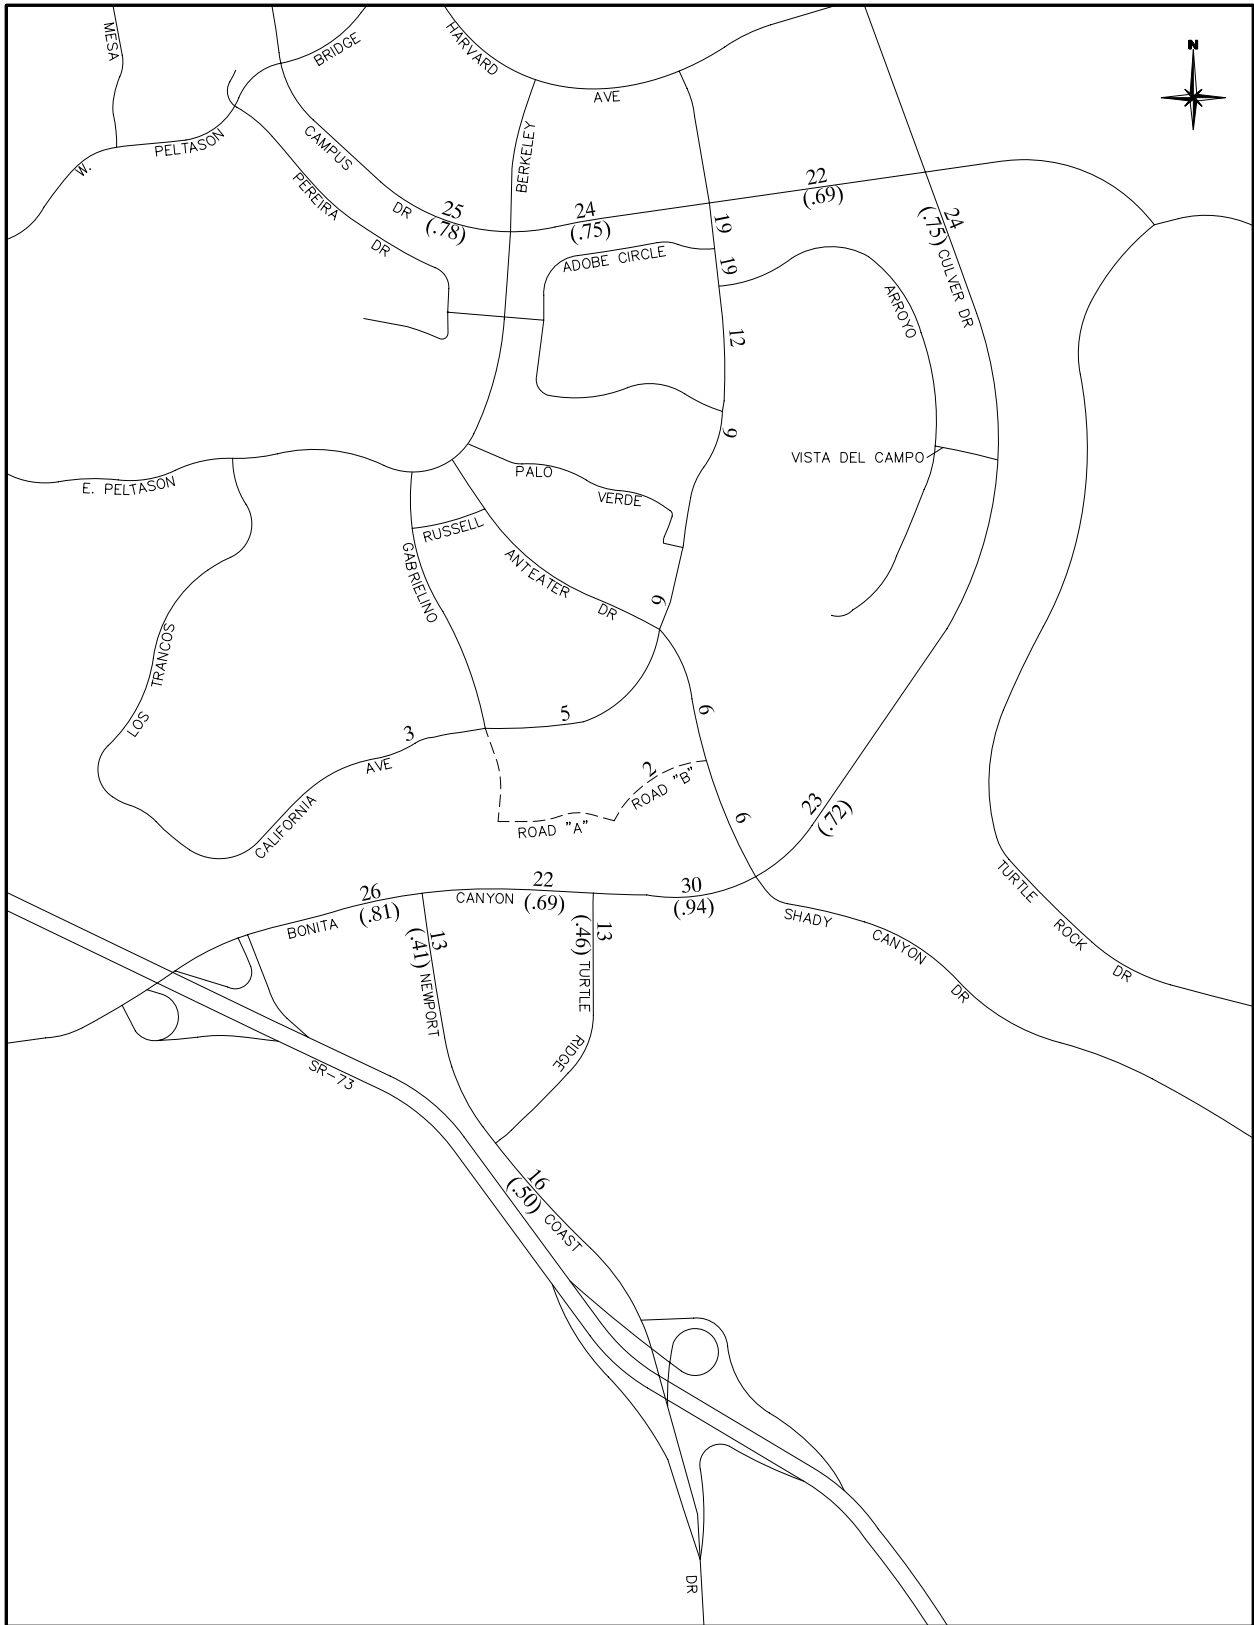 MESA
BRIDGE
HARVARD
AVE
N
W.
PELTASON
CAMPUS
DR
PEREIRA
DR
BERKELEY
25
(.78)
24
(.75)
22
(.69)
24
(.75)
CULVER DR
19
19
ADOBE CIRCLE
ARROYO
12
9
VISTA DEL CAMPO
E. PELTASON
PALO
VERDE
RUSSELL
GABRIELINO
ANTEATER
DR
6
LOS
TRANCOS
6
5
3
AVE
CALIFORNIA
2
ROAD "B"
ROAD "A"
6
23
(.72)
26
(.81)
CANYON
22
(.69)
30
(.94)
BONITA
13
(.41)
NEWPORT
13
(.46)
TURTLE
RIDGE
SHADY
CANYON
DR
TURTLE
ROCK
DR
SR-73
16
(.50)
COAST
DR